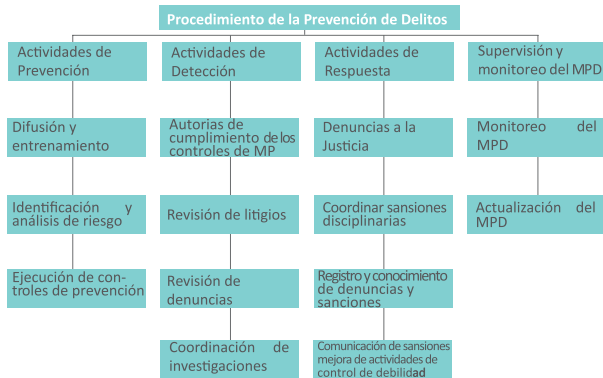 Procedimiento de la Prevención de Delitos
Actividades de
Prevención
Difusión y
entrenamiento
Identificación y
análisis de riesgo
Ejecución de con-
troles de prevención
Actividades de
Detección
Autorias de
cumplimiento de los
controles de MP
Revisión de litigios
Revisión de
denuncias
Coordinación de
investigaciones
Actividades de
Respuesta
Denuncias a la
Justicia
Coordinar sansiones
disciplinarias
Registro y conocimiento
de denuncias y
sanciones
Comunicación de sansiones
mejora de actividades de
control de debilidad
Supervisión y
monitoreo del MPD
Monitoreo del
MPD
Actualización del
MPD